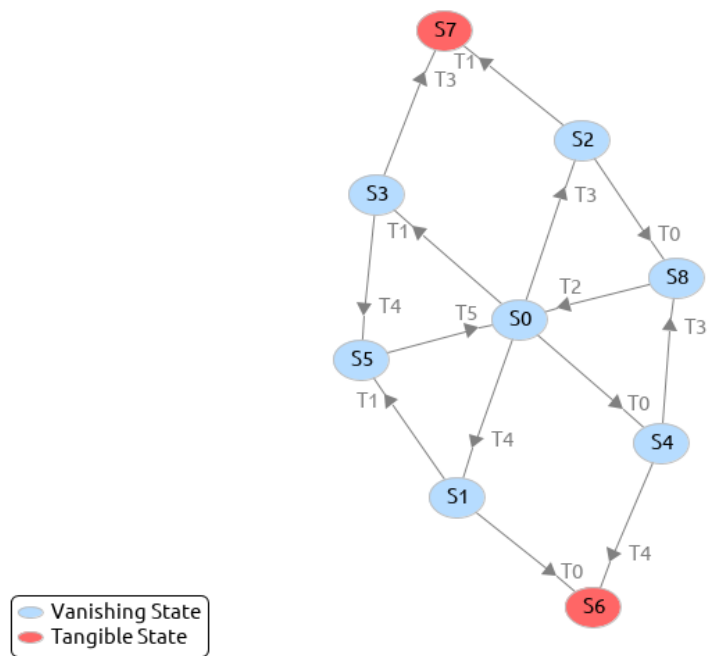 S7
T1
T3
S2
S3
T3
T1
T0
S8
T2
T4
T5
S0
T3
S5
T1
T0
T4
S4
S1
T4
T0
S6
Vanishing State
Tangible State